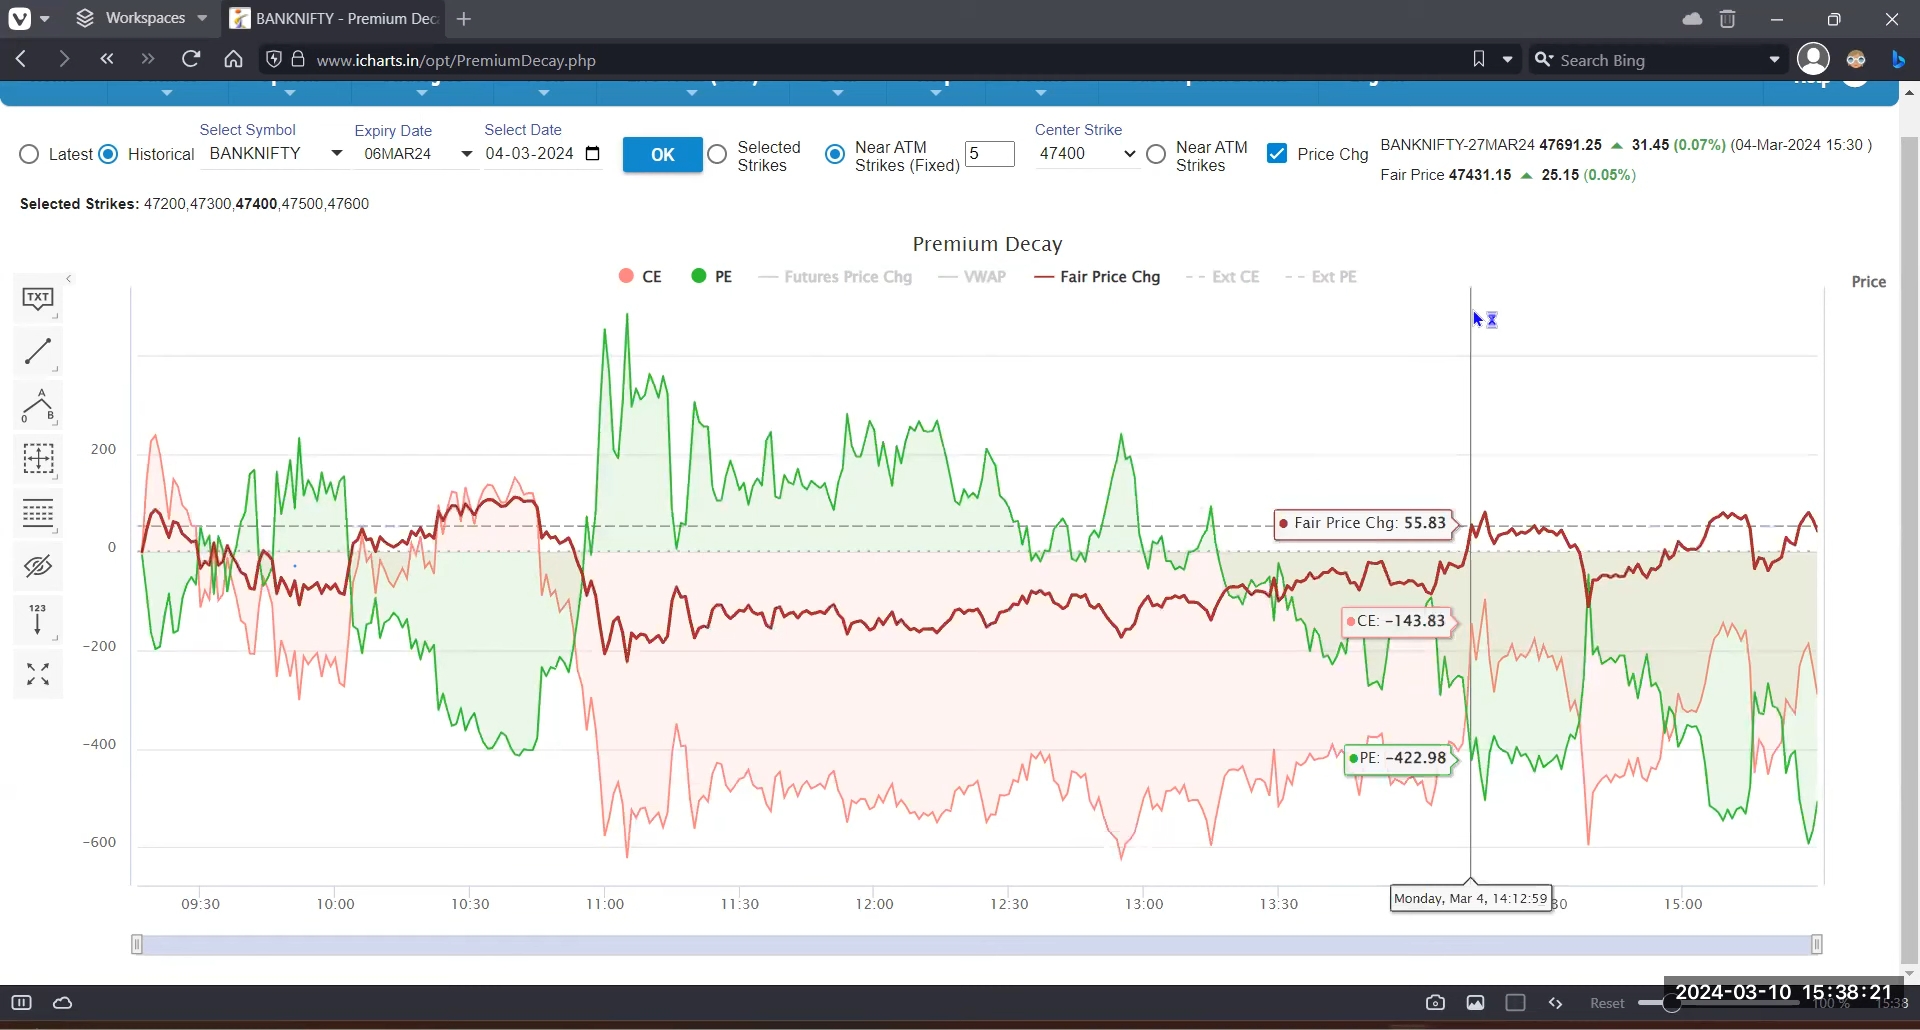 Workspaces
BANKNIFTY - Premium Dec
www.icharts.in/opt/PremiumDecay.php
Search Bing
Select Symbol
Expiry Date
Select Date
Center Strike
Latest
Historical
BANKNIFTY
06MAR24
04-03-2024
OK
Selected Strikes
Near ATM Strikes (Fixed)
5
47400
Near ATM Strikes
Price Chg
BANKNIFTY-27MAR24 47691.25 ▲ 31.45 (0.07%) (04-Mar-2024 15:30 )
Fair Price 47431.15 ▲ 25.15 (0.05%)
Selected Strikes: 47200,47300,47400,47500,47600
Premium Decay
CE
PE
Futures Price Chg
VWAP
Fair Price Chg
Ext CE
Ext PE
Price
TXT
A
0
B
123
200
0
-200
-400
-600
Fair Price Chg: 55.83
CE: -143.83
PE: -422.98
09:30
10:00
10:30
11:00
11:30
12:00
12:30
13:00
13:30
Monday, Mar 4, 14:12:59
30
15:00
Reset
100 %
15:38
2024-03-10 15:38:21